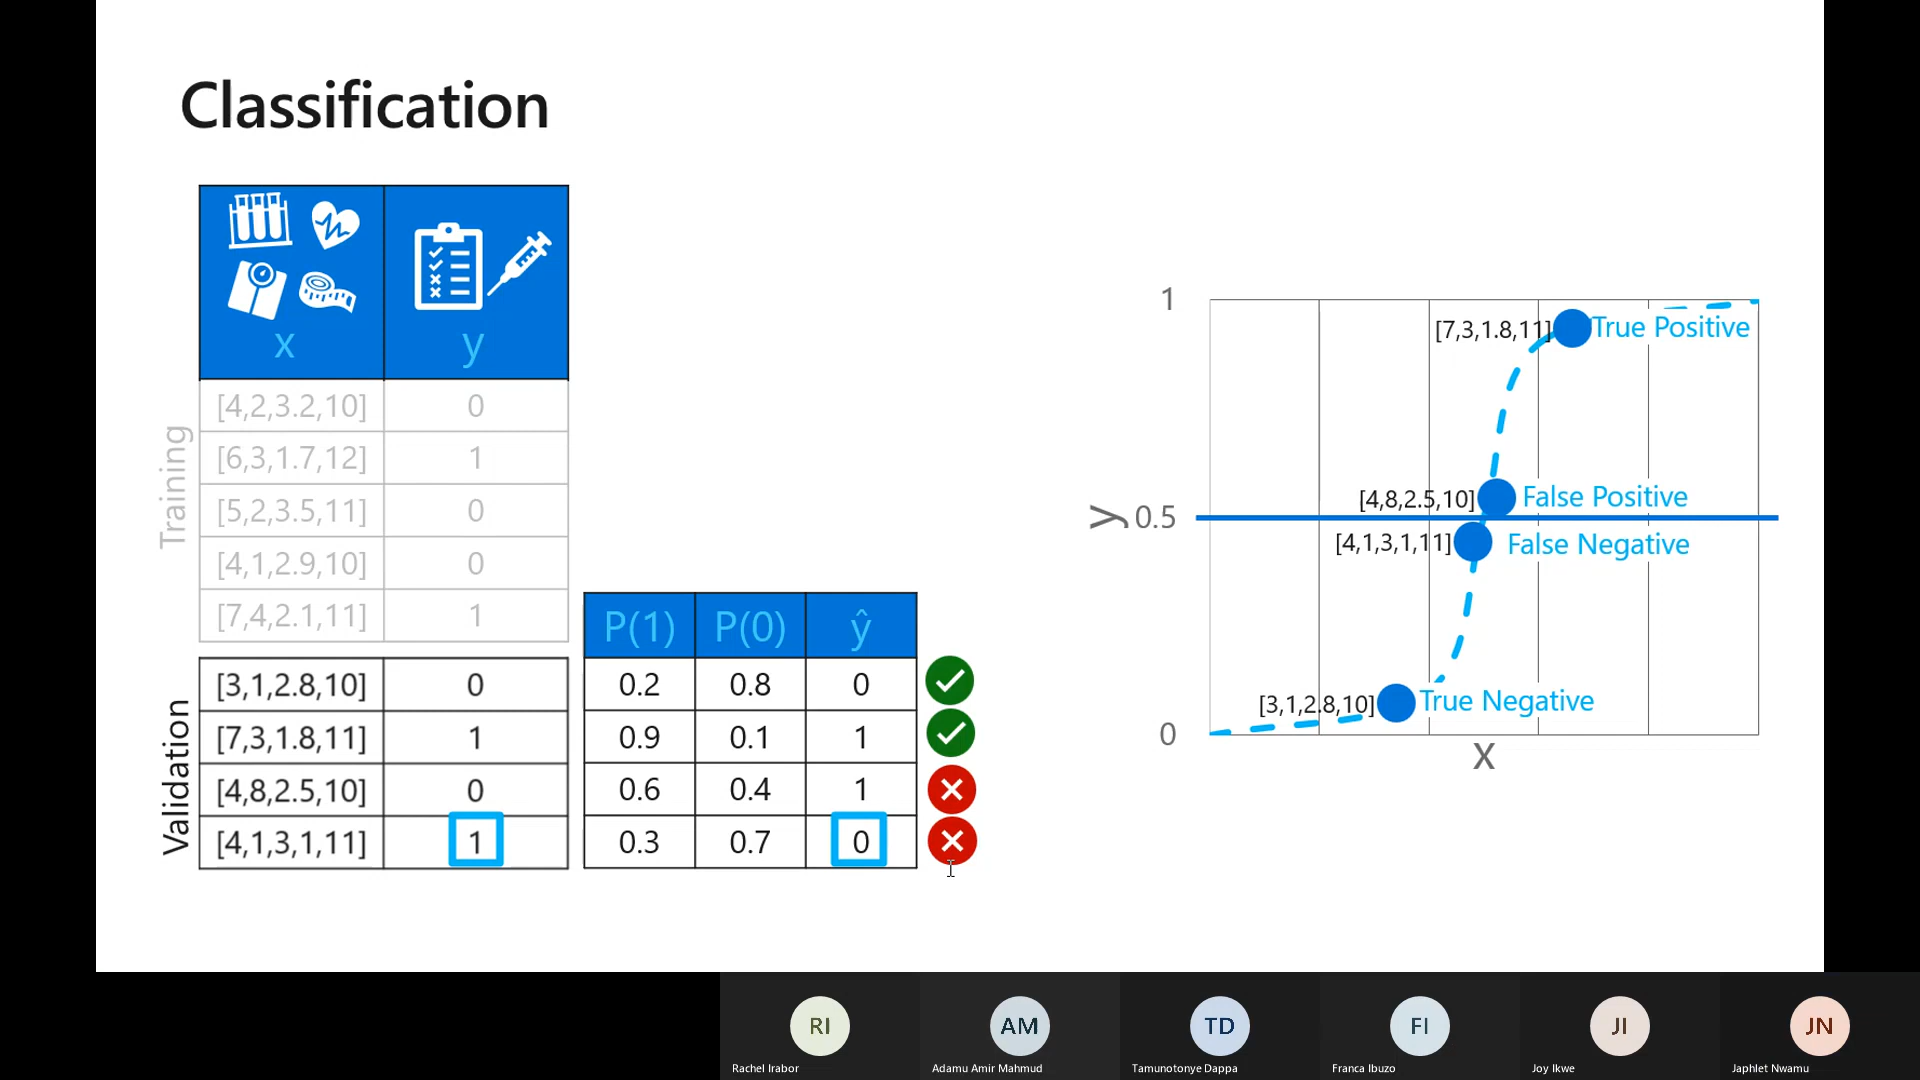 Classification
x y
Training
[4,2,3.2,10] 0
[6,3,1.7,12] 1
[5,2,3.5,11] 0
[4,1,2.9,10] 0
[7,4,2.1,11] 1
Validation
[3,1,2.8,10] 0
[7,3,1.8,11] 1
[4,8,2.5,10] 0
[4,1,3,1,11] 1
P(1) P(0) ŷ
0.2 0.8 0
0.9 0.1 1
0.6 0.4 1
0.3 0.7 0
1
[7,3,1.8,11] True Positive
[4,8,2.5,10] False Positive
y 0.5
[4,1,3,1,11] False Negative
[3,1,2.8,10] True Negative
0
X
RI AM TD FI JI JN
Rachel Irabor Adamu Amir Mahmud Tamunotonye Dappa Franca Ibuzo Joy Ikwe Japhlet Nwamu